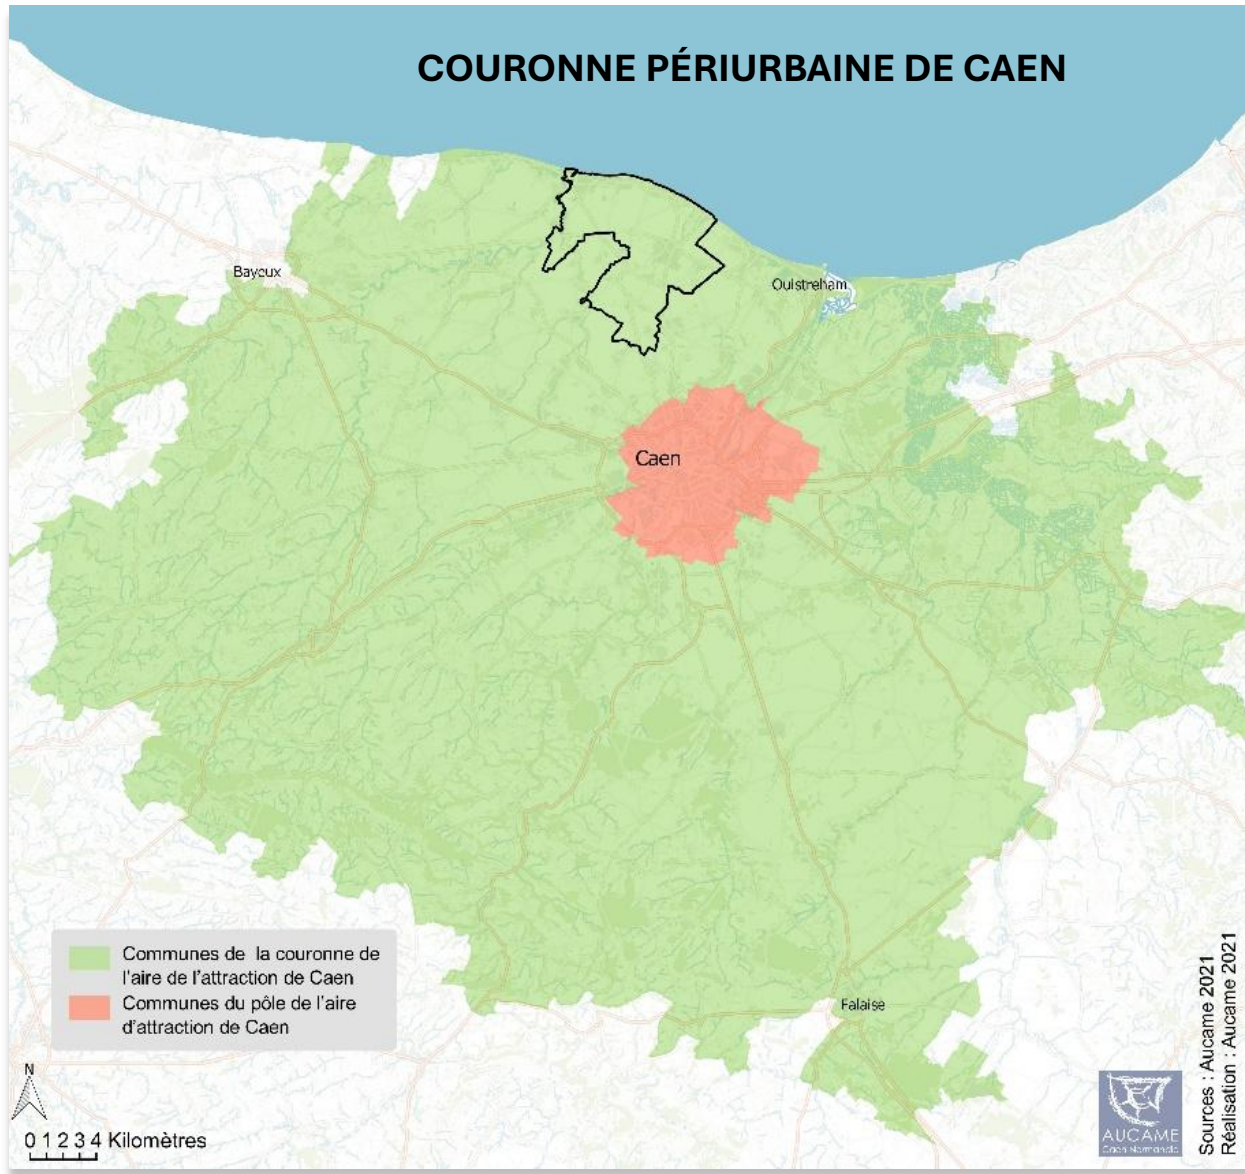 COURONNE PÉRIURBAINE DE CAEN
Bayeux
Ouistreham
Caen
Communes de la couronne de
l'aire de l'attraction de Caen
Communes du pôle de l'aire
d'attraction de Caen
Falaise
N
0 1 2 3 4 Kilomètres
AUCAME
Caen Normandie
Sources : Aucame 2021
Réalisation : Aucame 2021